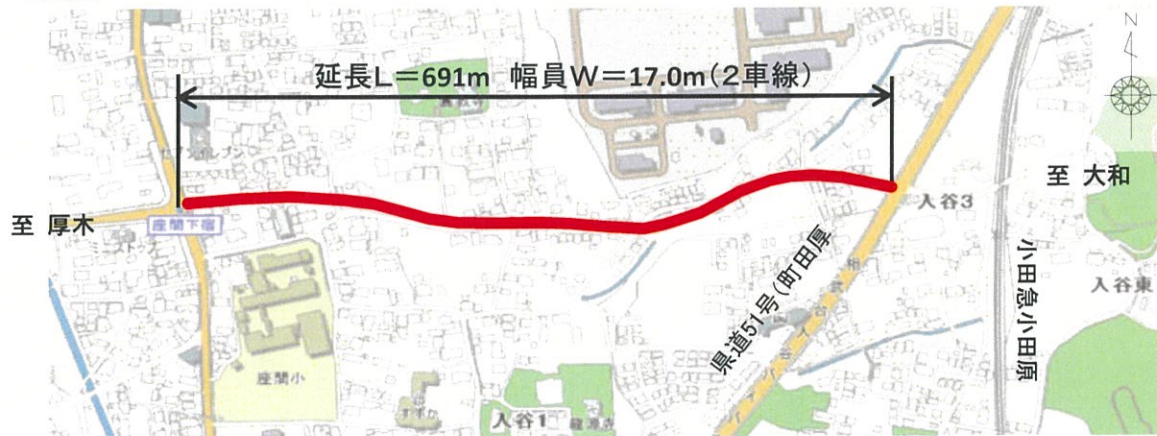 延長L＝691m 幅員W＝17.0m（2車線）
N
至 厚木
座間下宿
入谷3
至 大和
入谷東
県道51号（町田厚
小田急小田原
座間小
入谷1